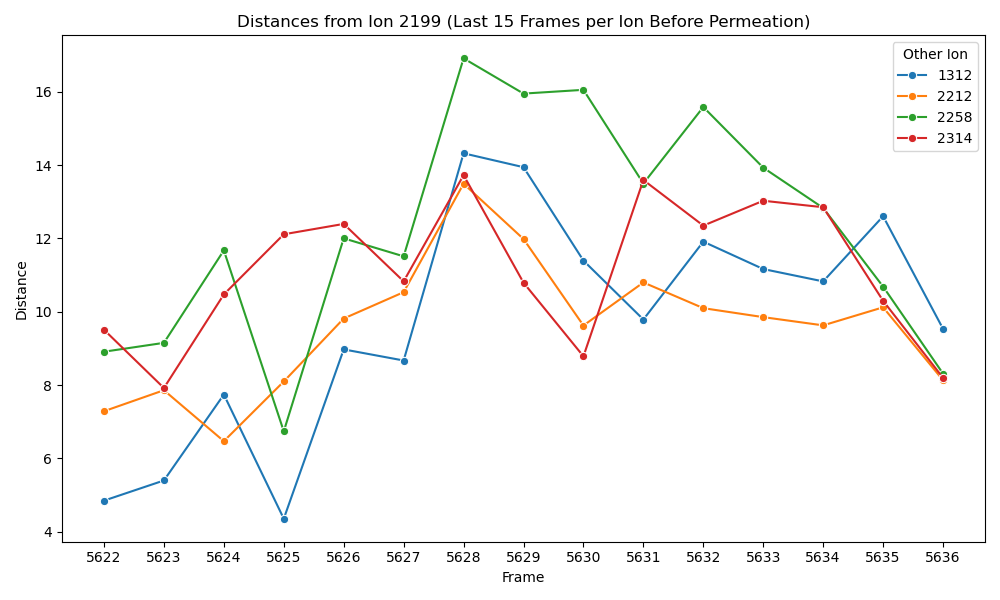 Distances from Ion 2199 (Last 15 Frames per Ion Before Permeation)
Other Ion
1312
2212
2258
2314
Distance
16
14
12
10
8
6
4
5622 5623 5624 5625 5626 5627 5628 5629 5630 5631 5632 5633 5634 5635 5636
Frame